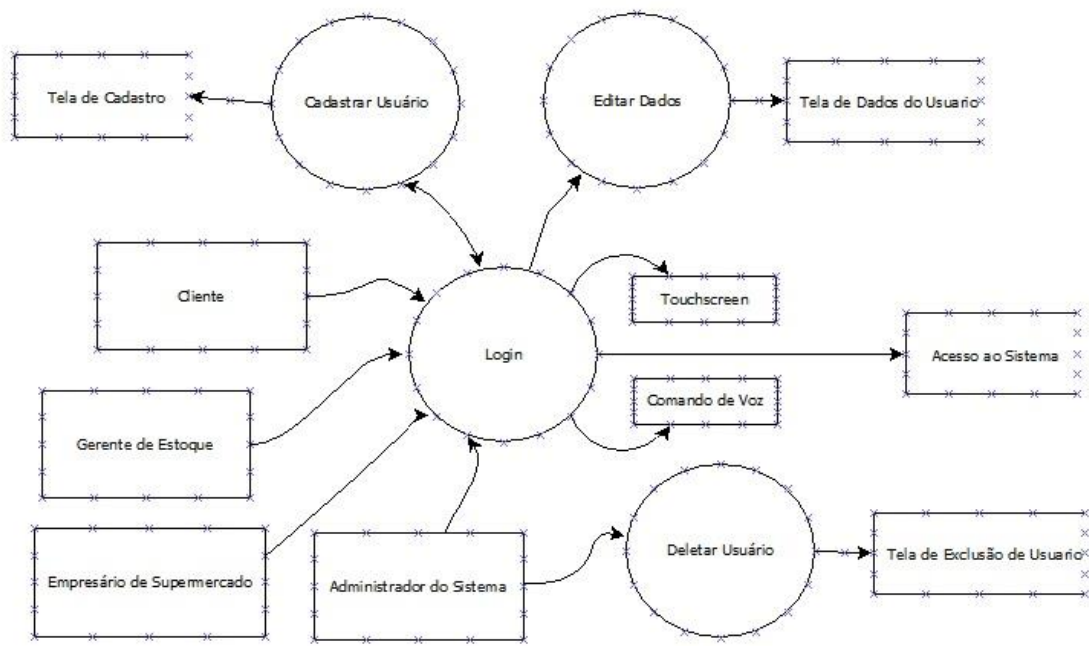 Tela de Cadastro
Cadastrar Usuário
Editar Dados
Tela de Dados do Usuario
Cliente
Touchscreen
Login
Acesso ao Sistema
Comando de Voz
Gerente de Estoque
Deletar Usuário
Tela de Exclusão de Usuario
Empresário de Supermercado
Administrador do Sistema